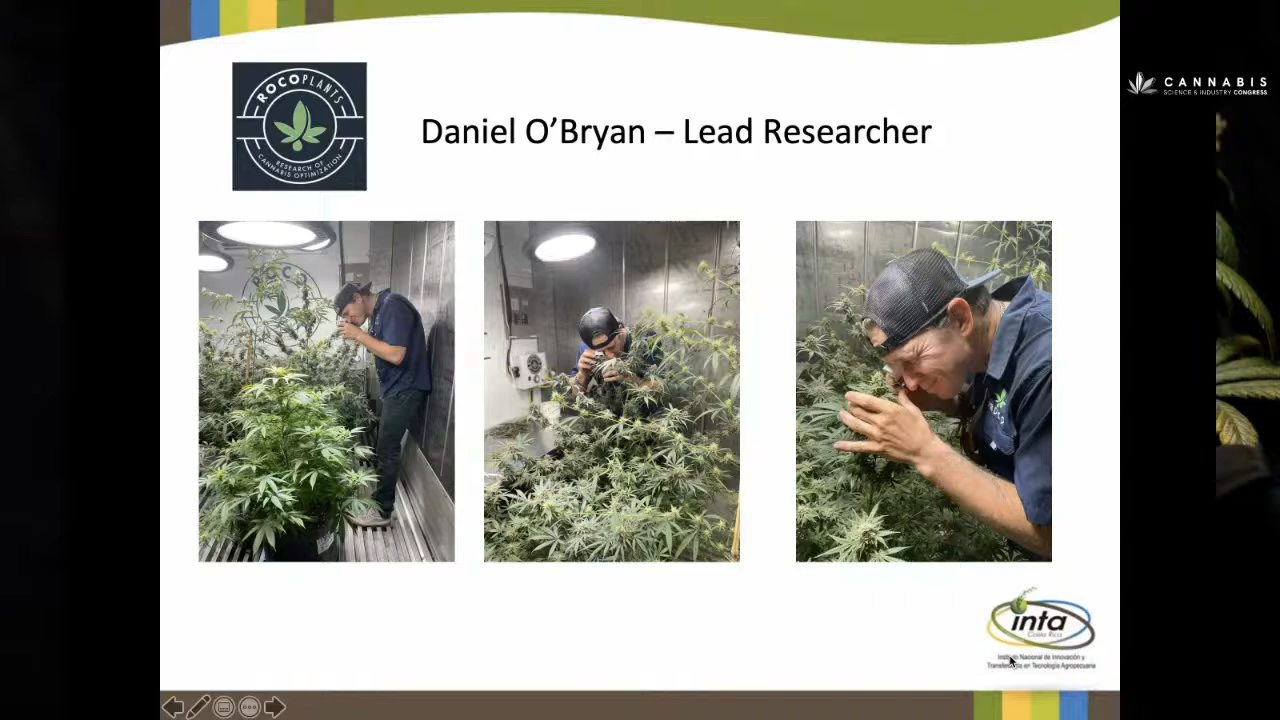 ROCOPLANTS
RESEARCH OF
CANNABIS OPTIMIZATION
Daniel O’Bryan – Lead Researcher
CANNABIS
SCIENCE & INDUSTRY CONGRESS
ROCO
inta
Costa Rica
Instituto Nacional de Innovación y
Transferencia en Tecnología Agropecuaria